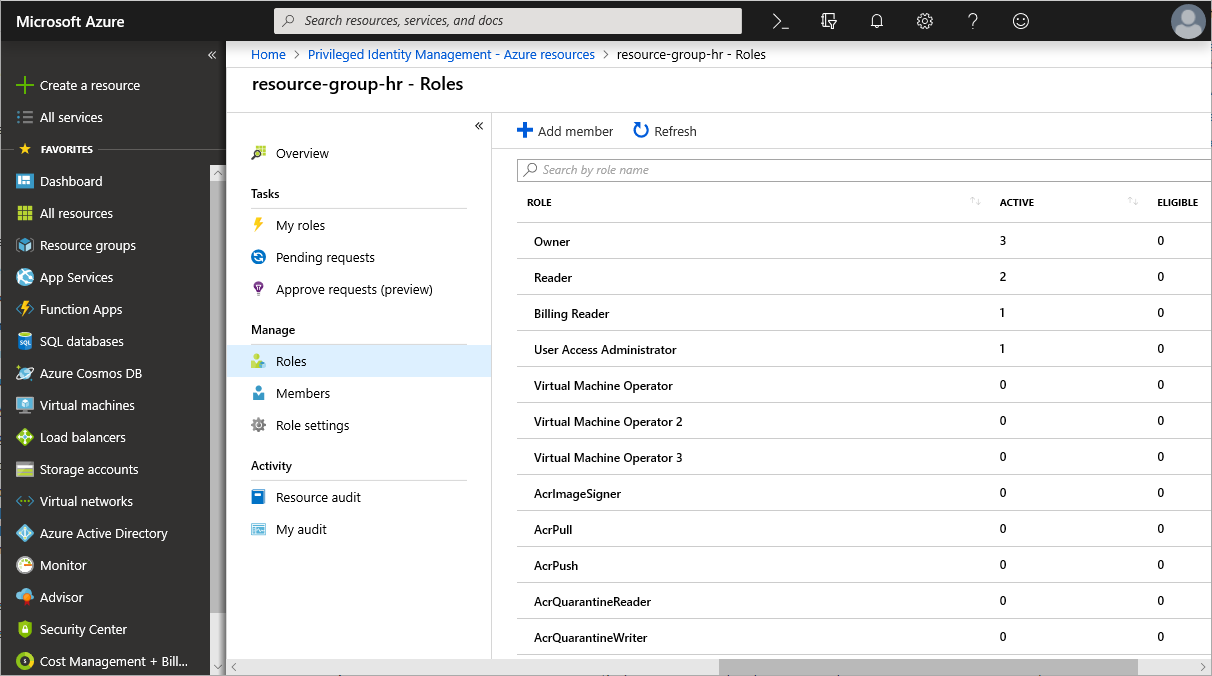 Microsoft Azure
Search resources, services, and docs
Create a resource
All services
FAVORITES
Dashboard
All resources
Resource groups
App Services
Function Apps
SQL databases
Azure Cosmos DB
Virtual machines
Load balancers
Storage accounts
Virtual networks
Azure Active Directory
Monitor
Advisor
Security Center
Cost Management + Bill...
Home > Privileged Identity Management - Azure resources > resource-group-hr - Roles
resource-group-hr - Roles
Overview
Tasks
My roles
Pending requests
Approve requests (preview)
Manage
Roles
Members
Role settings
Activity
Resource audit
My audit
Add member Refresh
Search by role name
ROLE ACTIVE ELIGIBLE
Owner 3 0
Reader 2 0
Billing Reader 1 0
User Access Administrator 1 0
Virtual Machine Operator 0 0
Virtual Machine Operator 2 0 0
Virtual Machine Operator 3 0 0
AcrImageSigner 0 0
AcrPull 0 0
AcrPush 0 0
AcrQuarantineReader 0 0
AcrQuarantineWriter 0 0